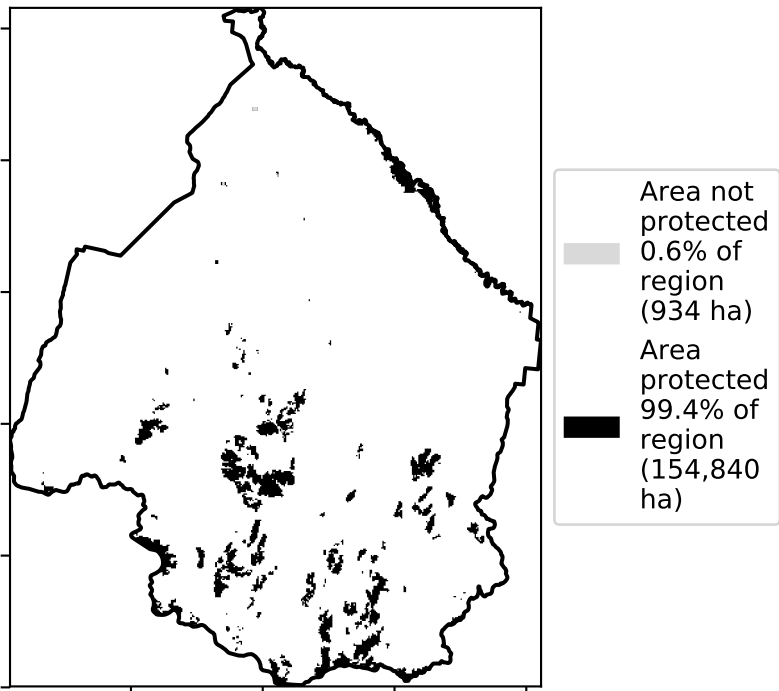 Area not
protected
0.6% of
region
(934 ha)
Area
protected
99.4% of
region
(154,840
ha)